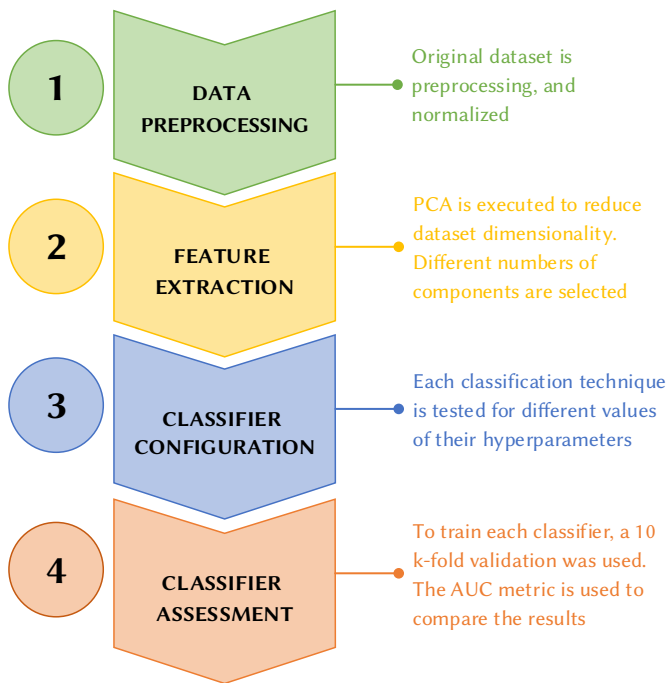 1
DATA
PREPROCESSING
Original dataset is
preprocessing, and
normalized
2
FEATURE
EXTRACTION
PCA is executed to reduce
dataset dimensionality.
Different numbers of
components are selected
3
CLASSIFIER
CONFIGURATION
Each classification technique
is tested for different values
of their hyperparameters
4
CLASSIFIER
ASSESSMENT
To train each classifier, a 10
k-fold validation was used.
The AUC metric is used to
compare the results